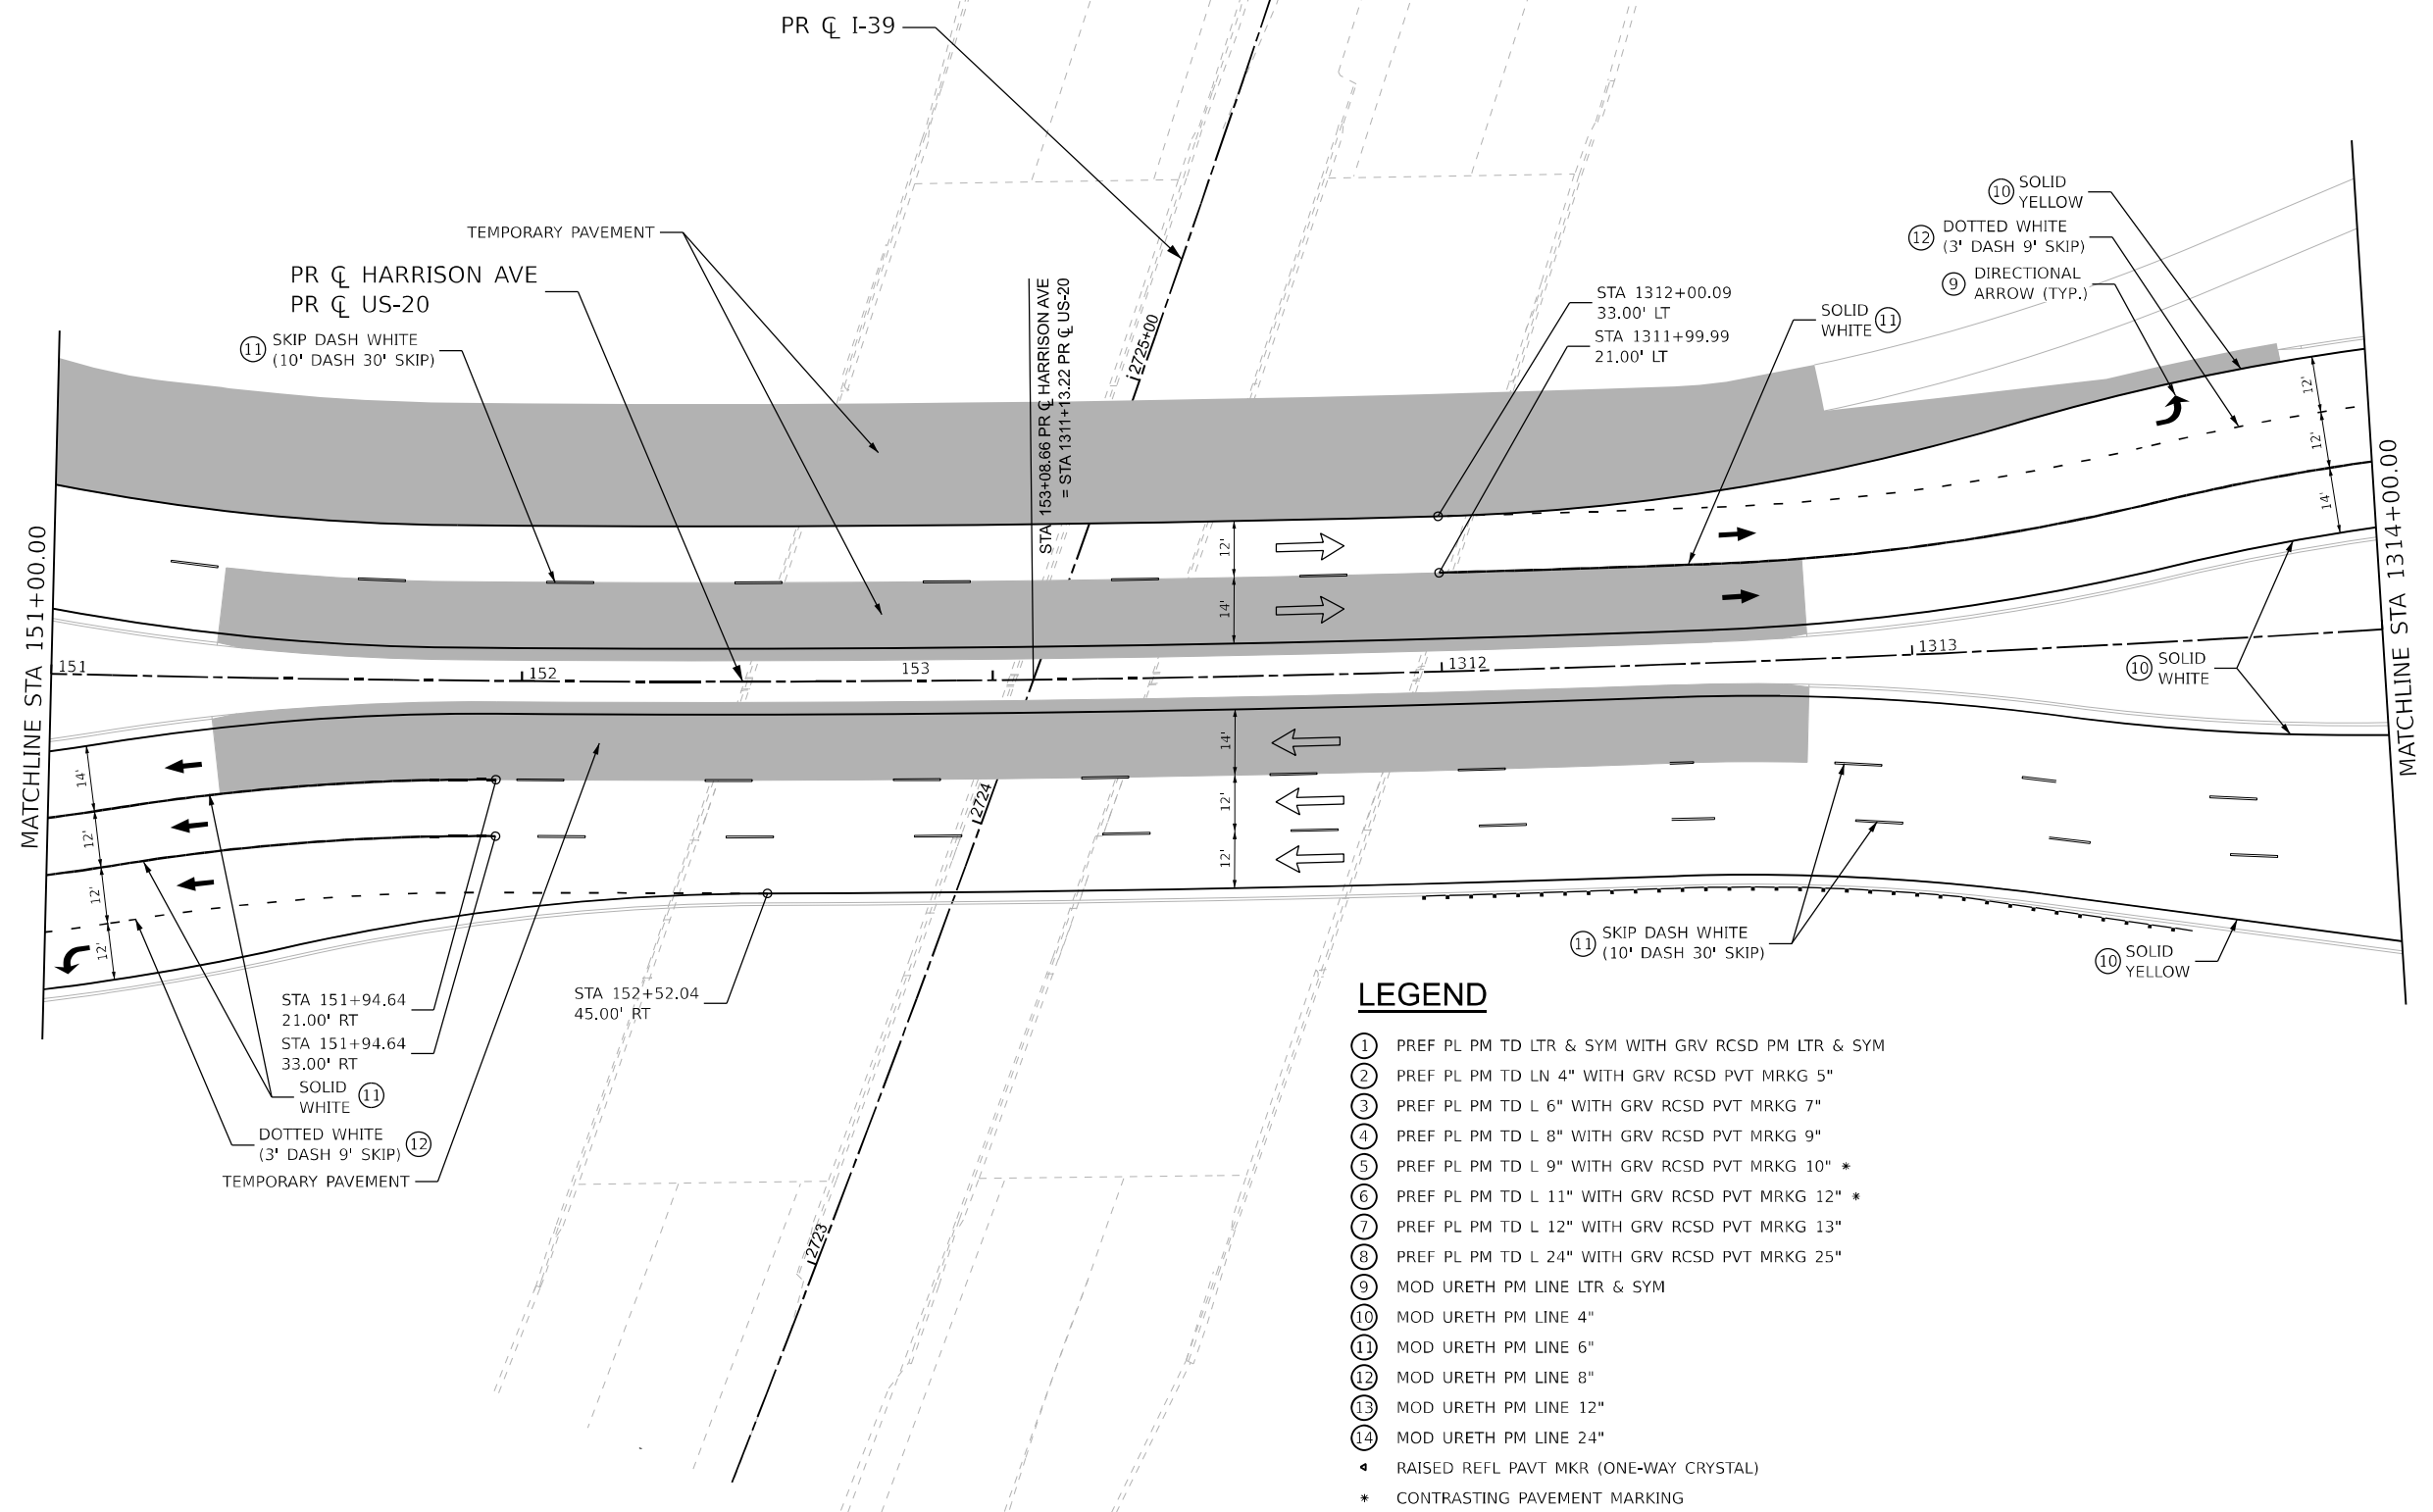 PR ℄ I-39
TEMPORARY PAVEMENT
PR ℄ HARRISON AVE
PR ℄ US-20
11 SKIP DASH WHITE
(10' DASH 30' SKIP)
STA 153+08.66 PR ℄ HARRISON AVE
= STA 1311+13.22 PR ℄ US-20
2725+00
STA 1312+00.09
33.00' LT
STA 1311+99.99
21.00' LT
SOLID
WHITE 11
10 SOLID
YELLOW
12 DOTTED WHITE
(3' DASH 9' SKIP)
9 DIRECTIONAL
ARROW (TYP.)
12'
12'
14'
MATCHLINE STA 151+00.00
MATCHLINE STA 1314+00.00
12'
14'
151
152
153
1312
1313
10 SOLID
WHITE
14'
12'
12'
14'
12'
12'
12'
2724
2723
11 SKIP DASH WHITE
(10' DASH 30' SKIP)
10 SOLID
YELLOW
STA 151+94.64
21.00' RT
STA 151+94.64
33.00' RT
STA 152+52.04
45.00' RT
SOLID
WHITE 11
DOTTED WHITE
(3' DASH 9' SKIP) 12
TEMPORARY PAVEMENT
LEGEND
1 PREF PL PM TD LTR & SYM WITH GRV RCSD PM LTR & SYM
2 PREF PL PM TD LN 4" WITH GRV RCSD PVT MRKG 5"
3 PREF PL PM TD L 6" WITH GRV RCSD PVT MRKG 7"
4 PREF PL PM TD L 8" WITH GRV RCSD PVT MRKG 9"
5 PREF PL PM TD L 9" WITH GRV RCSD PVT MRKG 10" *
6 PREF PL PM TD L 11" WITH GRV RCSD PVT MRKG 12" *
7 PREF PL PM TD L 12" WITH GRV RCSD PVT MRKG 13"
8 PREF PL PM TD L 24" WITH GRV RCSD PVT MRKG 25"
9 MOD URETH PM LINE LTR & SYM
10 MOD URETH PM LINE 4"
11 MOD URETH PM LINE 6"
12 MOD URETH PM LINE 8"
13 MOD URETH PM LINE 12"
14 MOD URETH PM LINE 24"
RAISED REFL PAVT MKR (ONE-WAY CRYSTAL)
* CONTRASTING PAVEMENT MARKING